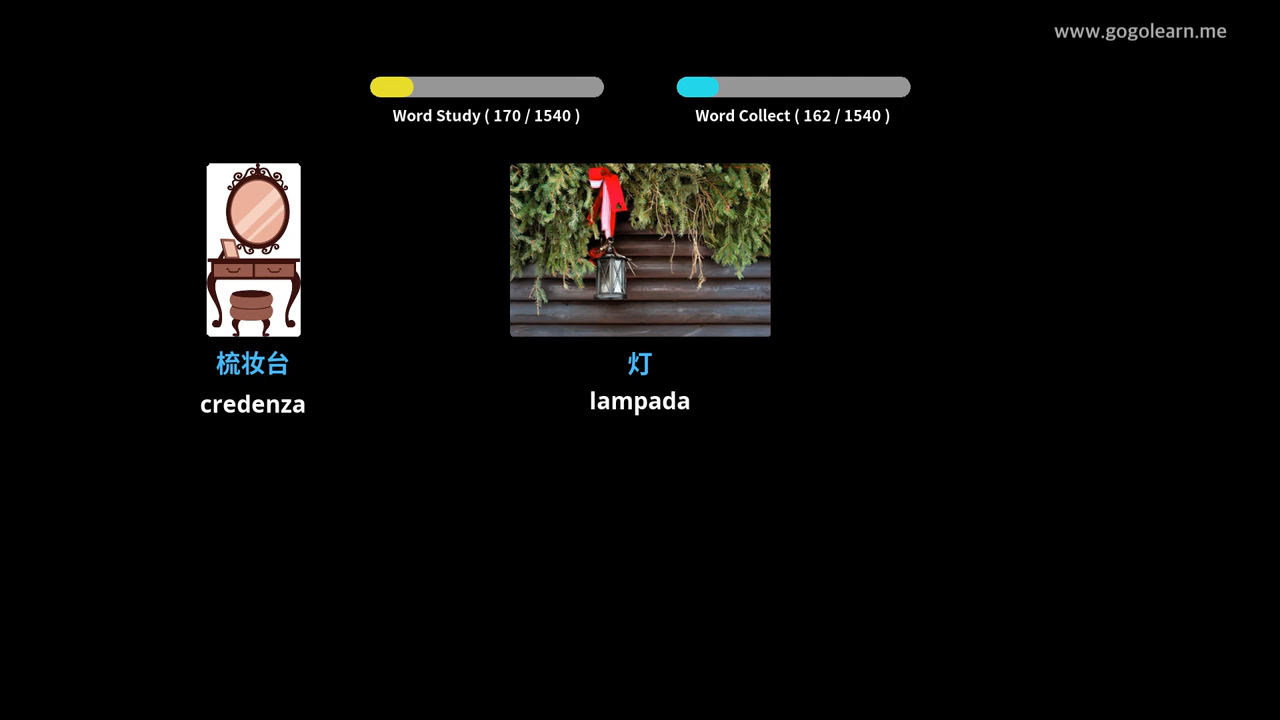 www.gogolearn.me
Word Study ( 170 / 1540 )
Word Collect ( 162 / 1540 )
梳妆台
credenza
灯
lampada